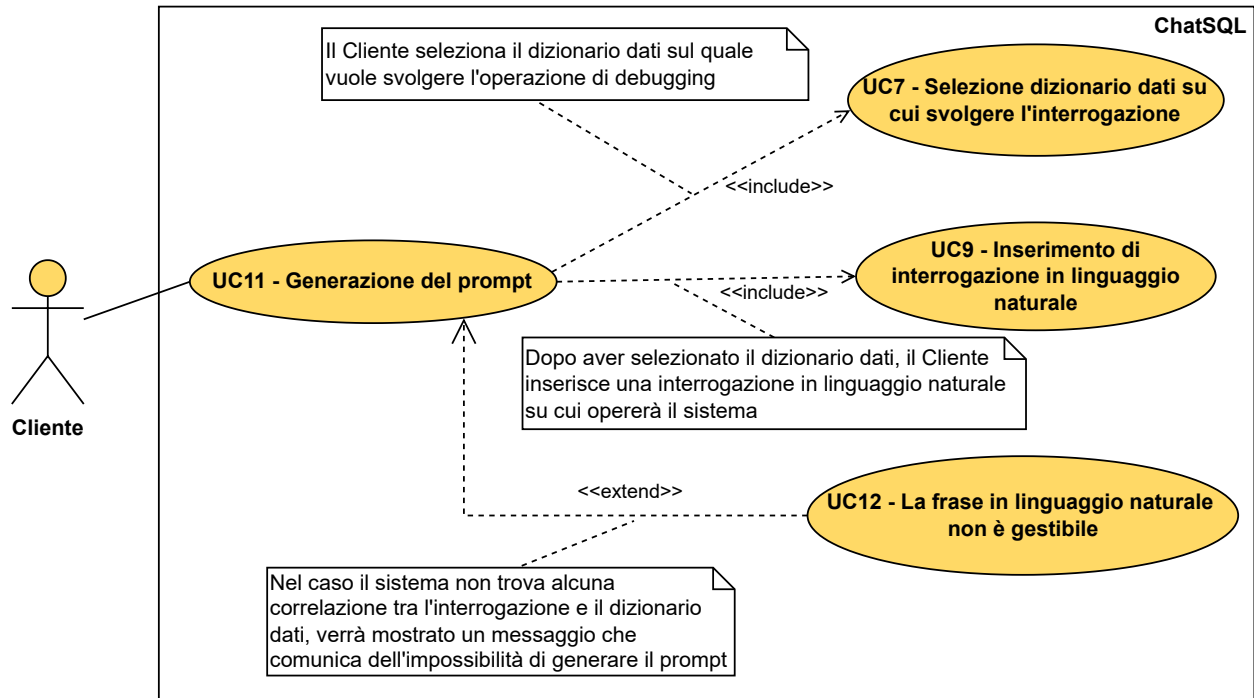 ChatSQL
Il Cliente seleziona il dizionario dati sul quale
vuole svolgere l'operazione di debugging
UC7 - Selezione dizionario dati su
cui svolgere l'interrogazione
<<include>>
UC11 - Generazione del prompt
UC9 - Inserimento di
interrogazione in linguaggio
naturale
<<include>>
Dopo aver selezionato il dizionario dati, il Cliente
inserisce una interrogazione in linguaggio naturale
su cui opererà il sistema
Cliente
<<extend>>
UC12 - La frase in linguaggio naturale
non è gestibile
Nel caso il sistema non trova alcuna
correlazione tra l'interrogazione e il dizionario
dati, verrà mostrato un messaggio che
comunica dell'impossibilità di generare il prompt